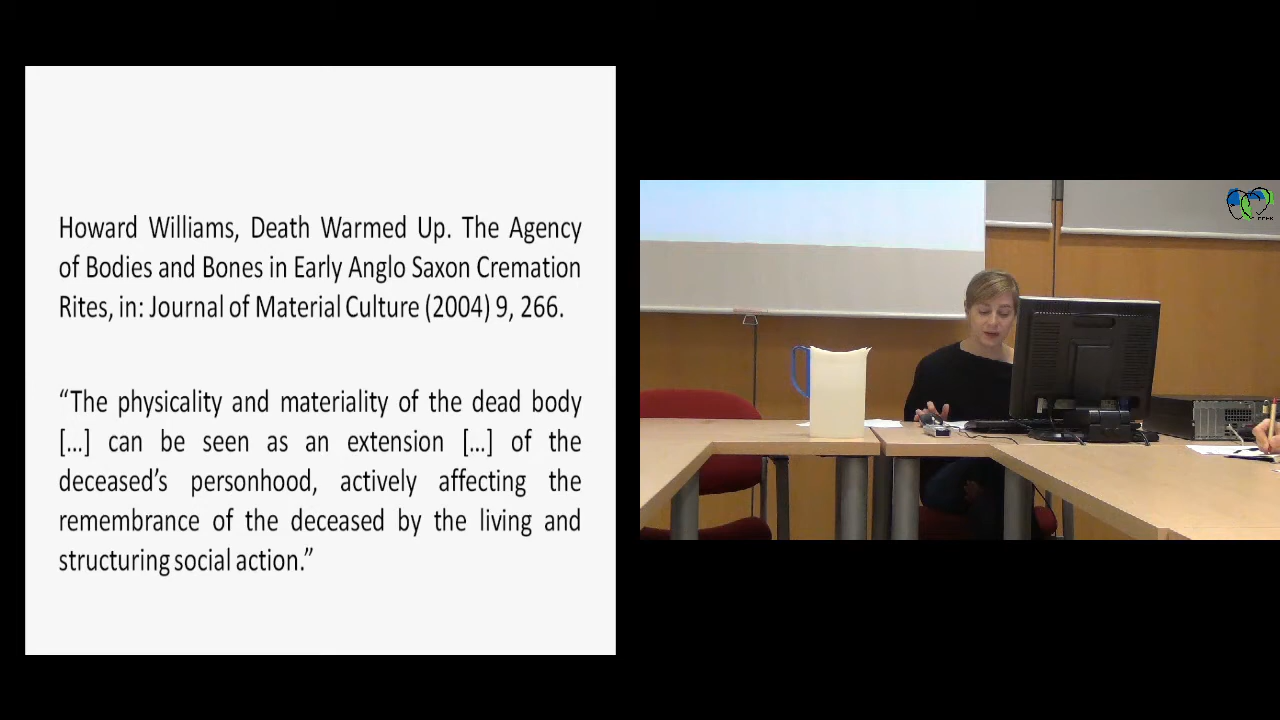 Howard Williams, Death Warmed Up. The Agency
of Bodies and Bones in Early Anglo Saxon Cremation
Rites, in: Journal of Material Culture (2004) 9, 266.
“The physicality and materiality of the dead body
[...] can be seen as an extension [...] of the
deceased’s personhood, actively affecting the
remembrance of the deceased by the living and
structuring social action.”